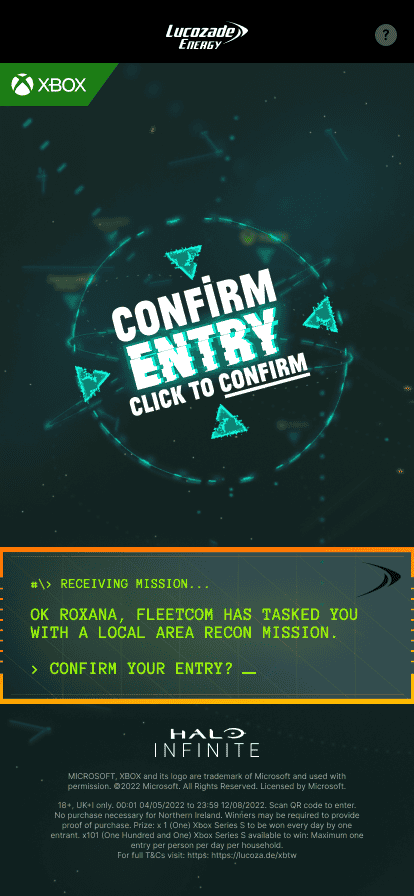 Lucozade
ENERGY
?
XBOX
CONFiRM
ENTRY
CLICK TO CONFIRM
#\> RECEIVING MISSION...
OK ROXANA, FLEETCOM HAS TASKED YOU
WITH A LOCAL AREA RECON MISSION.
> CONFIRM YOUR ENTRY? _
HALO
INFINITE
MICROSOFT, XBOX and its logo are trademark of Microsoft and used with
permission. ©2022 Microsoft. All Rights Reserved. Licensed by Microsoft.
18+, UK+I only. 00:01 04/05/2022 to 23:59 12/08/2022. Scan QR code to enter.
No purchase necessary for Northern Ireland. Winners may be required to provide
proof of purchase. Prize: x 1 (One) Xbox Series S to be won every day by one
entrant. x101 (One Hundred and One) Xbox Series S available to win: Maximum one
entry per person per day per household.
For full T&Cs visit: https: https://lucoza.de/xbtw